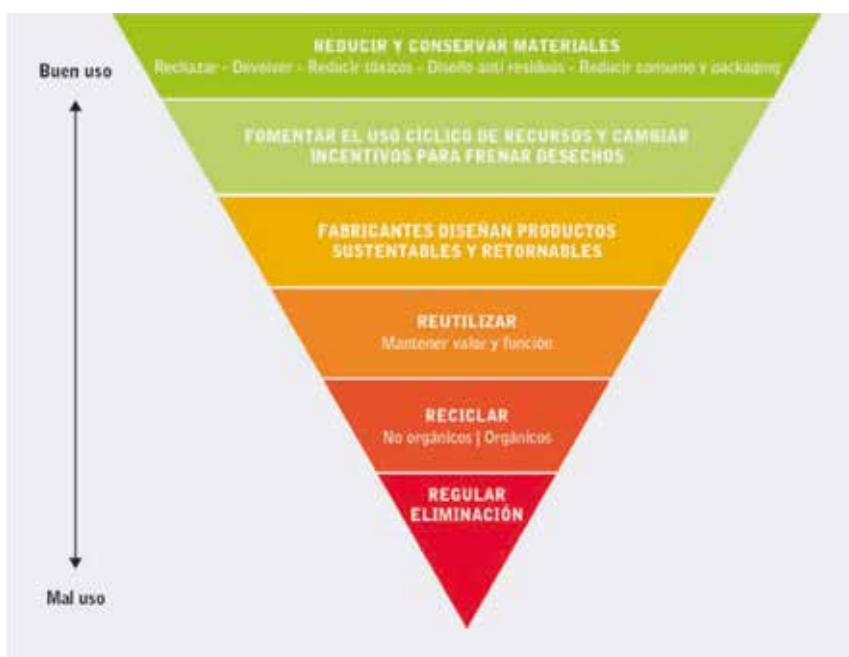 REDUCIR Y CONSERVAR MATERIALES
Rechazar - Devolver - Reducir tóxicos - Diseño anti residuis - Reducir consumo y packaging
Buen uso
FOMENTAR EL USO CÍCLICO DE RECURSOS Y CAMBIAR
INCENTIVOS PARA FRENAR DESECHOS
FABRICANTES DISEÑAN PRODUCTOS
SUSTENTABLES Y RETORNABLES
REUTILIZAR
Mantener valor y función
RECICLAR
No orgánicos | Orgánicos
REGULAR
ELIMINACIÓN
Mal uso